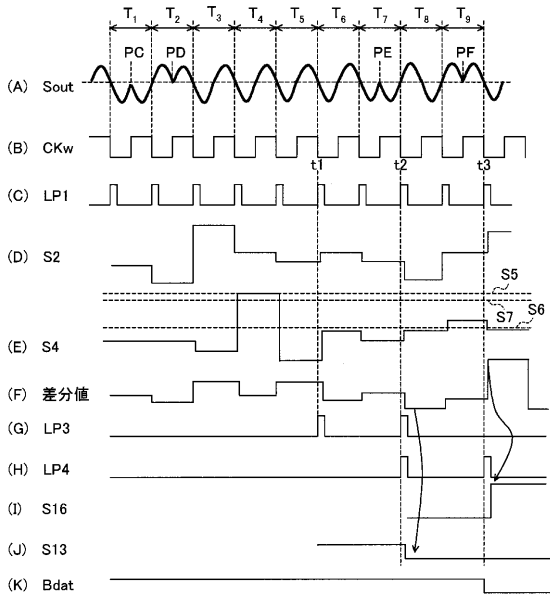 T1 T2 T3 T4 T5 T6 T7 T8 T9
PC PD PE PF
(A) Sout
(B) CKw
t1 t2 t3
(C) LP1
(D) S2
S5
S7 S6
(E) S4
(F) 差分値
(G) LP3
(H) LP4
(I) S16
(J) S13
(K) Bdat